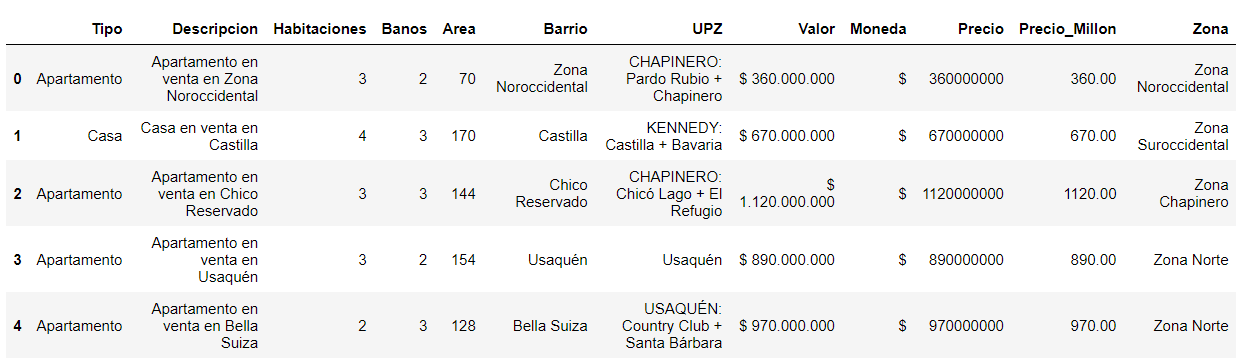 Tipo Descripcion Habitaciones Banos Area Barrio UPZ Valor Moneda Precio Precio_Millon Zona
0 Apartamento Apartamento en venta en Zona Noroccidental 3 2 70 Zona Noroccidental CHAPINERO: Pardo Rubio + Chapinero $ 360.000.000 $ 360000000 360.00 Zona Noroccidental
1 Casa Casa en venta en Castilla 4 3 170 Castilla KENNEDY: Castilla + Bavaria $ 670.000.000 $ 670000000 670.00 Zona Suroccidental
2 Apartamento Apartamento en venta en Chico Reservado 3 3 144 Chico Reservado CHAPINERO: Chicó Lago + El Refugio $ 1.120.000.000 $ 1120000000 1120.00 Zona Chapinero
3 Apartamento Apartamento en venta en Usaquén 3 2 154 Usaquén Usaquén $ 890.000.000 $ 890000000 890.00 Zona Norte
4 Apartamento Apartamento en venta en Bella Suiza 2 3 128 Bella Suiza USAQUÉN: Country Club + Santa Bárbara $ 970.000.000 $ 970000000 970.00 Zona Norte